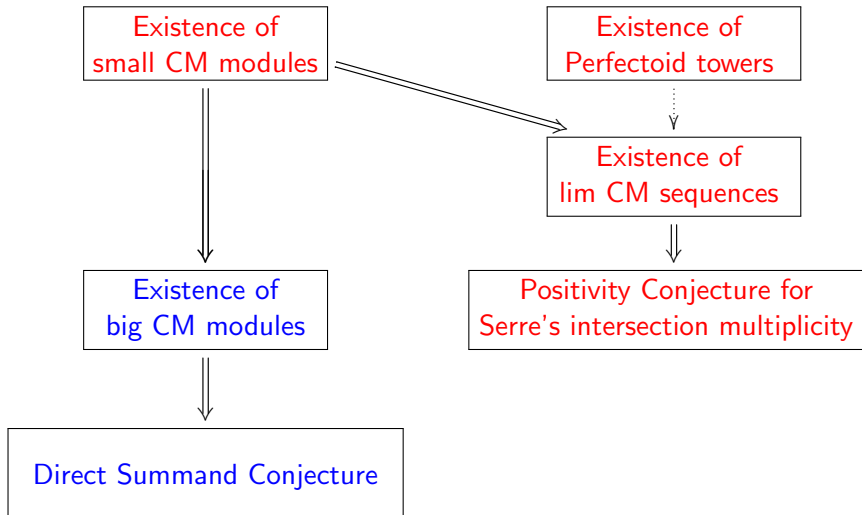 Existence of
small CM modules
Existence of
Perfectoid towers
Existence of
lim CM sequences
Existence of
big CM modules
Positivity Conjecture for
Serre's intersection multiplicity
Direct Summand Conjecture